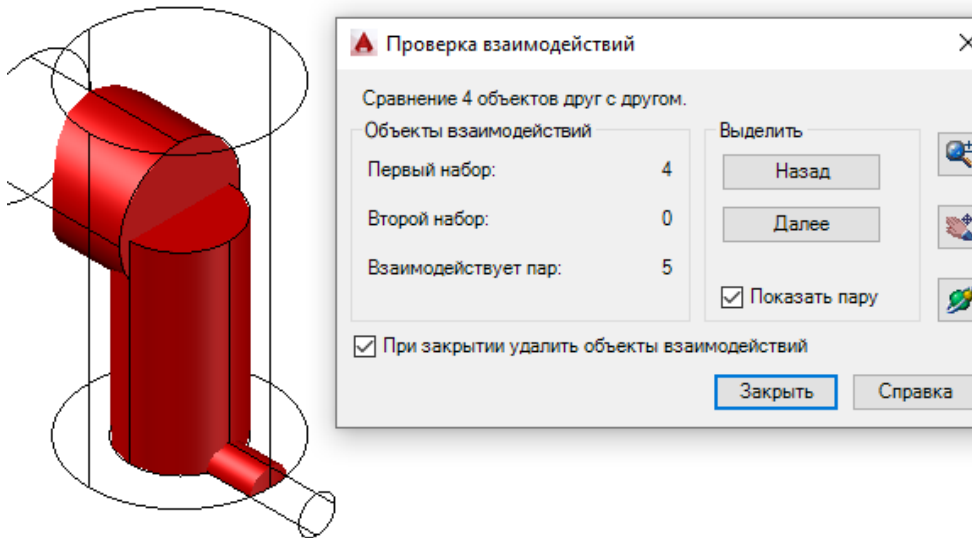 Проверка взаимодействий
Сравнение 4 объектов друг с другом.
Объекты взаимодействий
Первый набор: 4
Второй набор: 0
Взаимодействует пар: 5
Выделить
Назад
Далее
Показать пару
При закрытии удалить объекты взаимодействий
Закрыть Справка